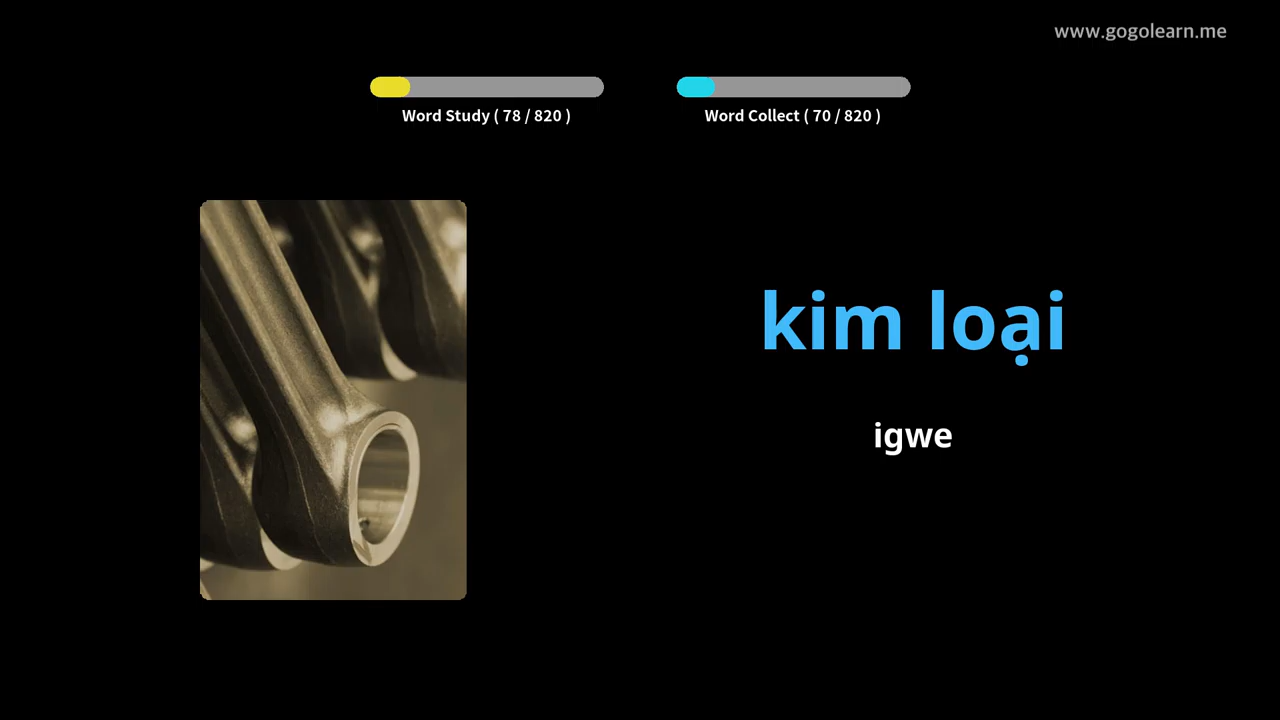 www.gogolearn.me
Word Study ( 78 / 820 )
Word Collect ( 70 / 820 )
kim loại
igwe